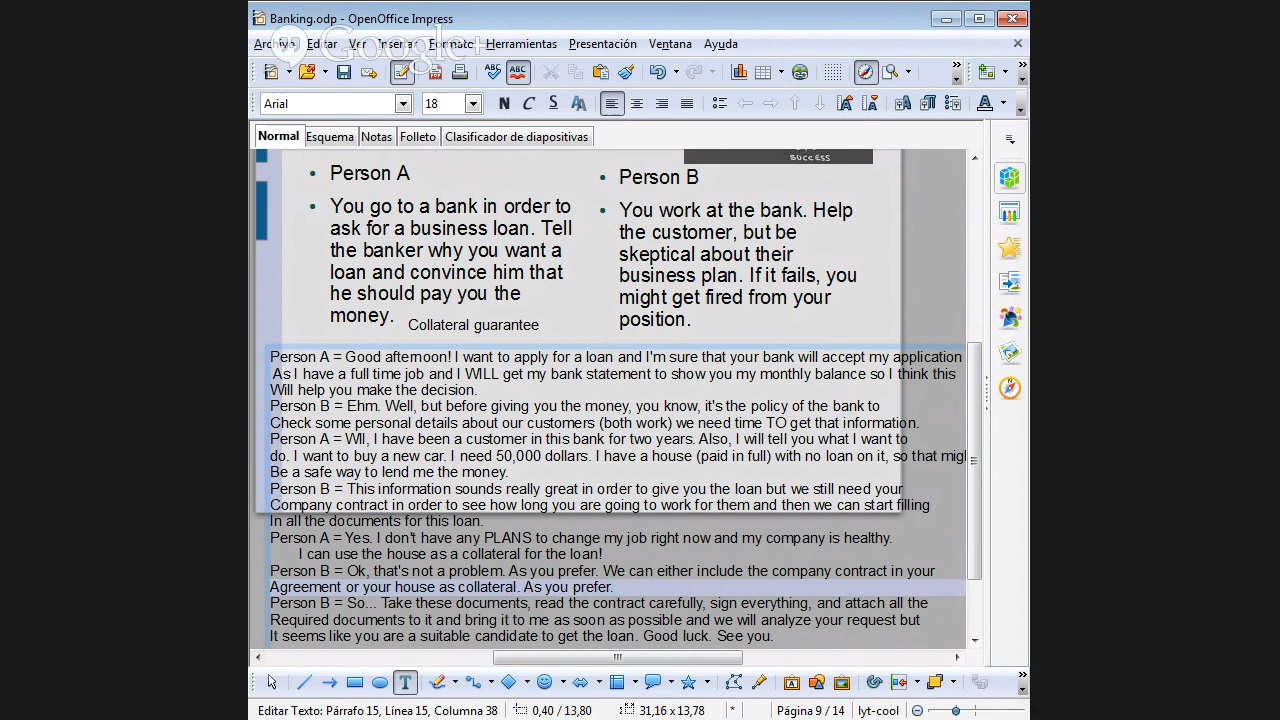 Banking.odp - OpenOffice Impress
Google+
Archivo Editar Ver Insertar Formato Herramientas Presentación Ventana Ayuda
ABC ABC
Arial 18 N C S A
Normal Esquema Notas Folleto Clasificador de diapositivas
SUCCESS
• Person A
• You go to a bank in order to
ask for a business loan. Tell
the banker why you want a
loan and convince him that
he should pay you the
money.
Collateral guarantee
• Person B
• You work at the bank. Help
the customer, but be
skeptical about their
business plan. If it fails, you
might get fired from your
position.
Person A = Good afternoon! I want to apply for a loan and I'm sure that your bank will accept my application
As I have a full time job and I WILL get my bank statement to show you my monthly balance so I think this
Will help you make the decision.
Person B = Ehm. Well, but before giving you the money, you know, it's the policy of the bank to
Check some personal details about our customers (both work) we need time TO get that information.
Person A = Wll, I have been a customer in this bank for two years. Also, I will tell you what I want to
do. I want to buy a new car. I need 50,000 dollars. I have a house (paid in full) with no loan on it, so that migh
Be a safe way to lend me the money.
Person B = This information sounds really great in order to give you the loan but we still need your
Company contract in order to see how long you are going to work for them and then we can start filling
In all the documents for this loan.
Person A = Yes. I don't have any PLANS to change my job right now and my company is healthy.
I can use the house as a collateral for the loan!
Person B = Ok, that's not a problem. As you prefer. We can either include the company contract in your
Agreement or your house as collateral. As you prefer.
Person B = So... Take these documents, read the contract carefully, sign everything, and attach all the
Required documents to it and bring it to me as soon as possible and we will analyze your request but
It seems like you are a suitable candidate to get the loan. Good luck. See you.
Editar Texto: Párrafo 15, Línea 15, Columna 38 0,40 / 13,80 31,16 x 13,78 * Página 9 / 14 lyt-cool